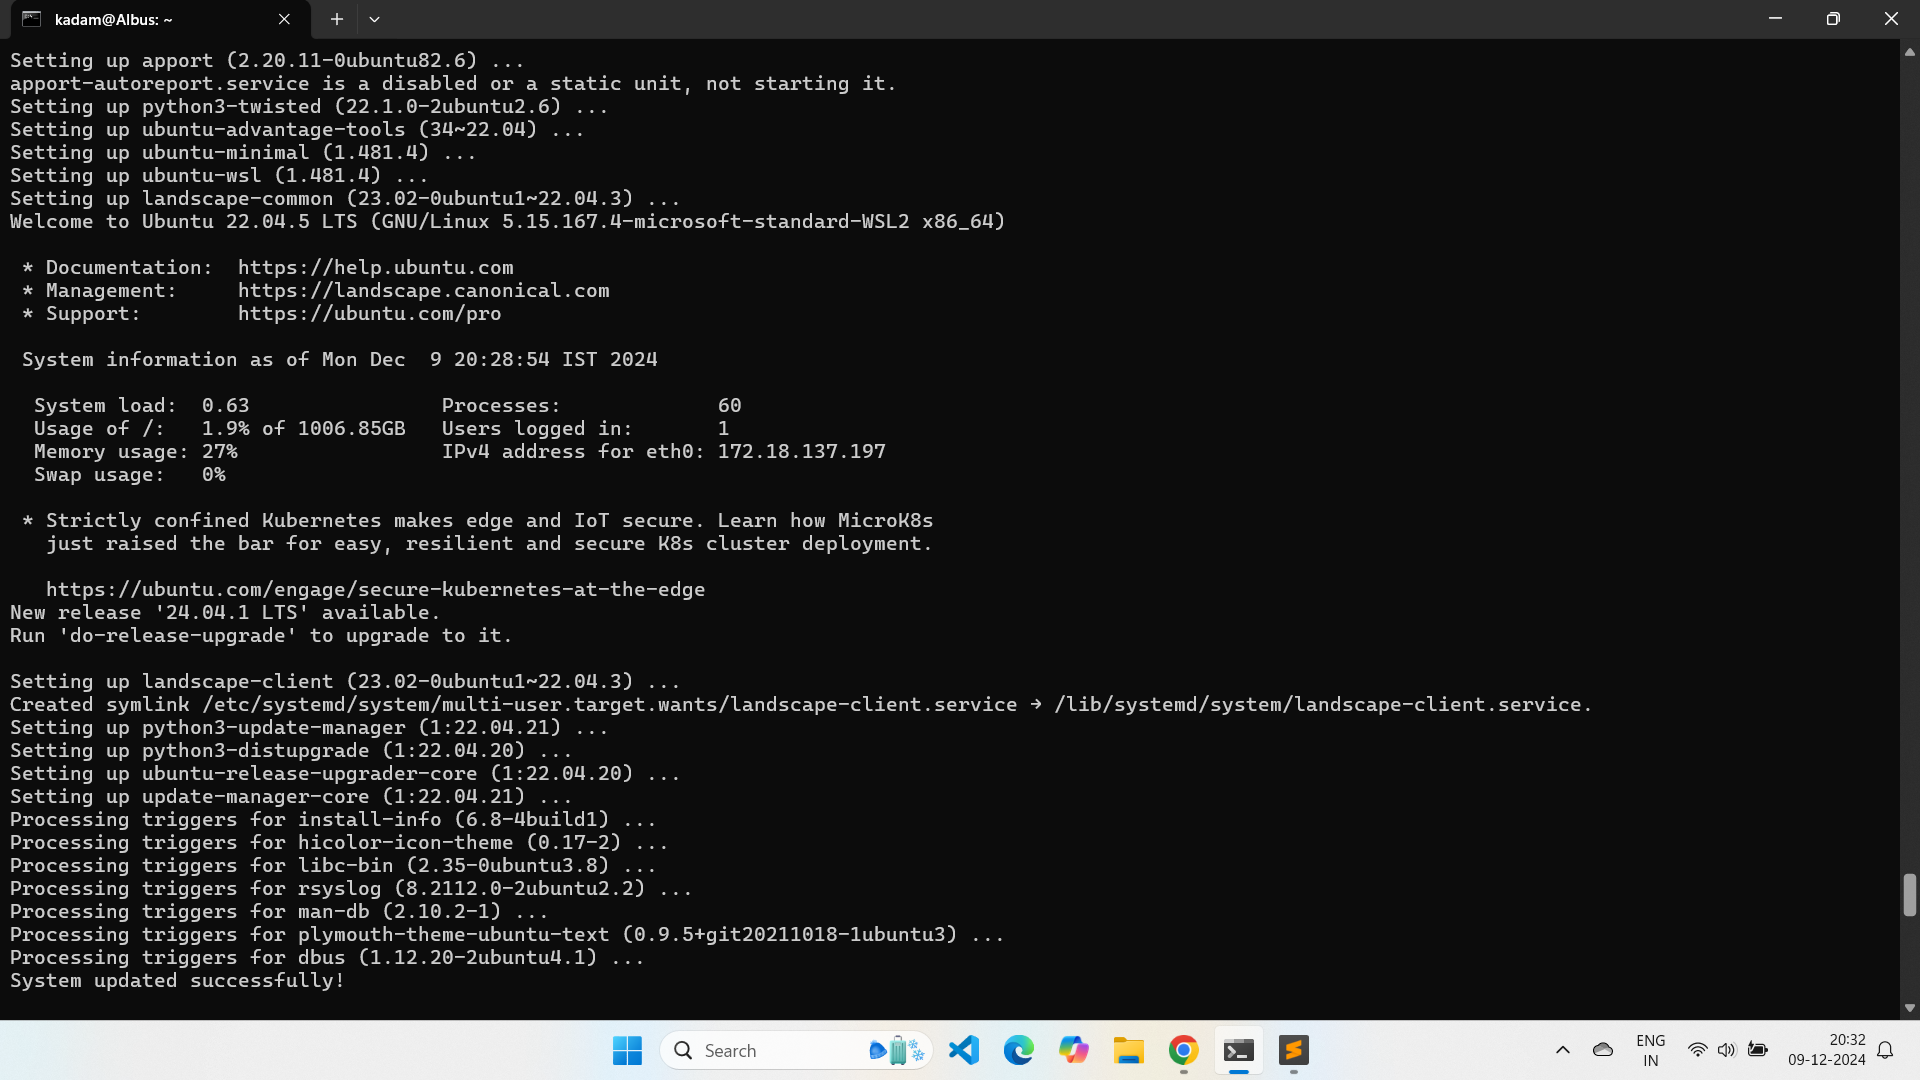 kadam@Albus: ~
Setting up apport (2.20.11-0ubuntu82.6) ...
apport-autoreport.service is a disabled or a static unit, not starting it.
Setting up python3-twisted (22.1.0-2ubuntu2.6) ...
Setting up ubuntu-advantage-tools (34~22.04) ...
Setting up ubuntu-minimal (1.481.4) ...
Setting up ubuntu-wsl (1.481.4) ...
Setting up landscape-common (23.02-0ubuntu1~22.04.3) ...
Welcome to Ubuntu 22.04.5 LTS (GNU/Linux 5.15.167.4-microsoft-standard-WSL2 x86_64)
* Documentation:  https://help.ubuntu.com
* Management:     https://landscape.canonical.com
* Support:        https://ubuntu.com/pro
System information as of Mon Dec  9 20:28:54 IST 2024
System load:  0.63                Processes:             60
Usage of /:   1.9% of 1006.85GB   Users logged in:       1
Memory usage: 27%                 IPv4 address for eth0: 172.18.137.197
Swap usage:   0%
* Strictly confined Kubernetes makes edge and IoT secure. Learn how MicroK8s
just raised the bar for easy, resilient and secure K8s cluster deployment.
https://ubuntu.com/engage/secure-kubernetes-at-the-edge
New release '24.04.1 LTS' available.
Run 'do-release-upgrade' to upgrade to it.
Setting up landscape-client (23.02-0ubuntu1~22.04.3) ...
Created symlink /etc/systemd/system/multi-user.target.wants/landscape-client.service → /lib/systemd/system/landscape-client.service.
Setting up python3-update-manager (1:22.04.21) ...
Setting up python3-distupgrade (1:22.04.20) ...
Setting up ubuntu-release-upgrader-core (1:22.04.20) ...
Setting up update-manager-core (1:22.04.21) ...
Processing triggers for install-info (6.8-4build1) ...
Processing triggers for hicolor-icon-theme (0.17-2) ...
Processing triggers for libc-bin (2.35-0ubuntu3.8) ...
Processing triggers for rsyslog (8.2112.0-2ubuntu2.2) ...
Processing triggers for man-db (2.10.2-1) ...
Processing triggers for plymouth-theme-ubuntu-text (0.9.5+git20211018-1ubuntu3) ...
Processing triggers for dbus (1.12.20-2ubuntu4.1) ...
System updated successfully!
Search
ENG
IN
20:32
09-12-2024